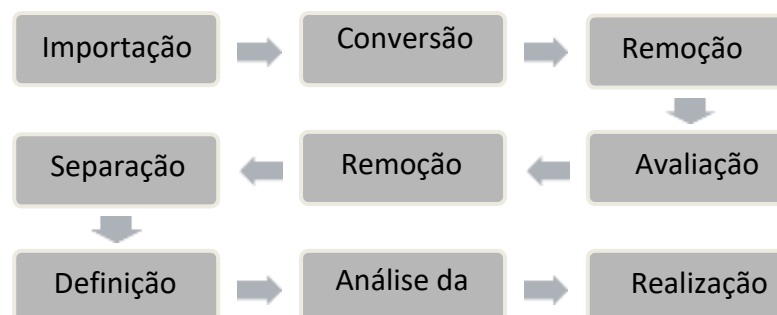 Importação
Conversão
Remoção
Separação
Remoção
Avaliação
Definição
Análise da
Realização